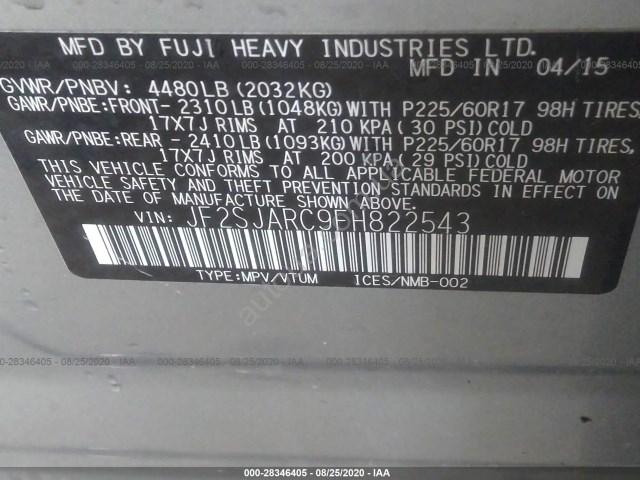 MFD BY FUJI HEAVY INDUSTRIES LTD.
MFD IN 04/15
GVWR/PNBV: 4480LB(2032KG)
GAWR/PNBE:FRONT- 2310LB(1048KG)WITH P225/60R17 98H TIRES,
17X7J RIMS AT 210 KPA( 30 PSI)COLD
GAWR/PNBE:REAR - 2410LB(1093KG)WITH P225/60R17 98H TIRES,
17X7J RIMS AT 200 KPA( 29 PSI)COLD
THIS VEHICLE CONFORMS TO ALL APPLICABLE FEDERAL MOTOR
VEHICLE SAFETY AND THEFT PREVENTION STANDARDS IN EFFECT
ON THE DATE OF MANUFACTURE SHOWN ABOVE.
VIN: JF2SJARC9FH822543
TYPE:MPV/VTUM ICES/NMB-002
000-28346405 - 08/25/2020 - IAA